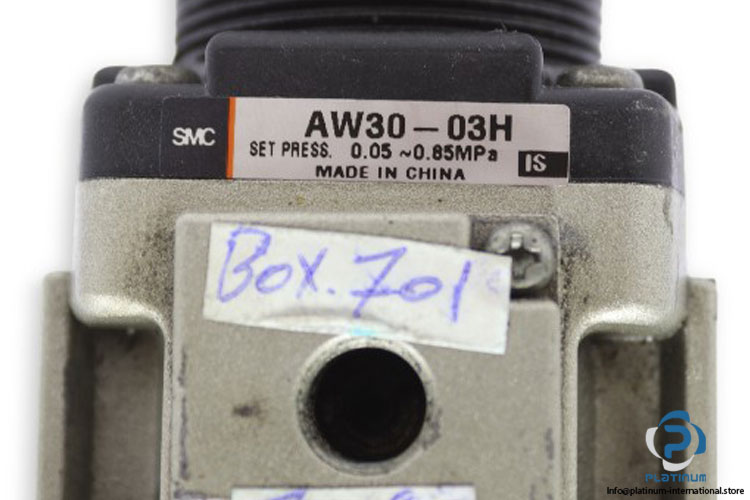 SMC
AW30-03H
SET PRESS. 0.05 ~0.85MPa
MADE IN CHINA
IS
Box.701
PLATINUM
Info@platinum-international.store